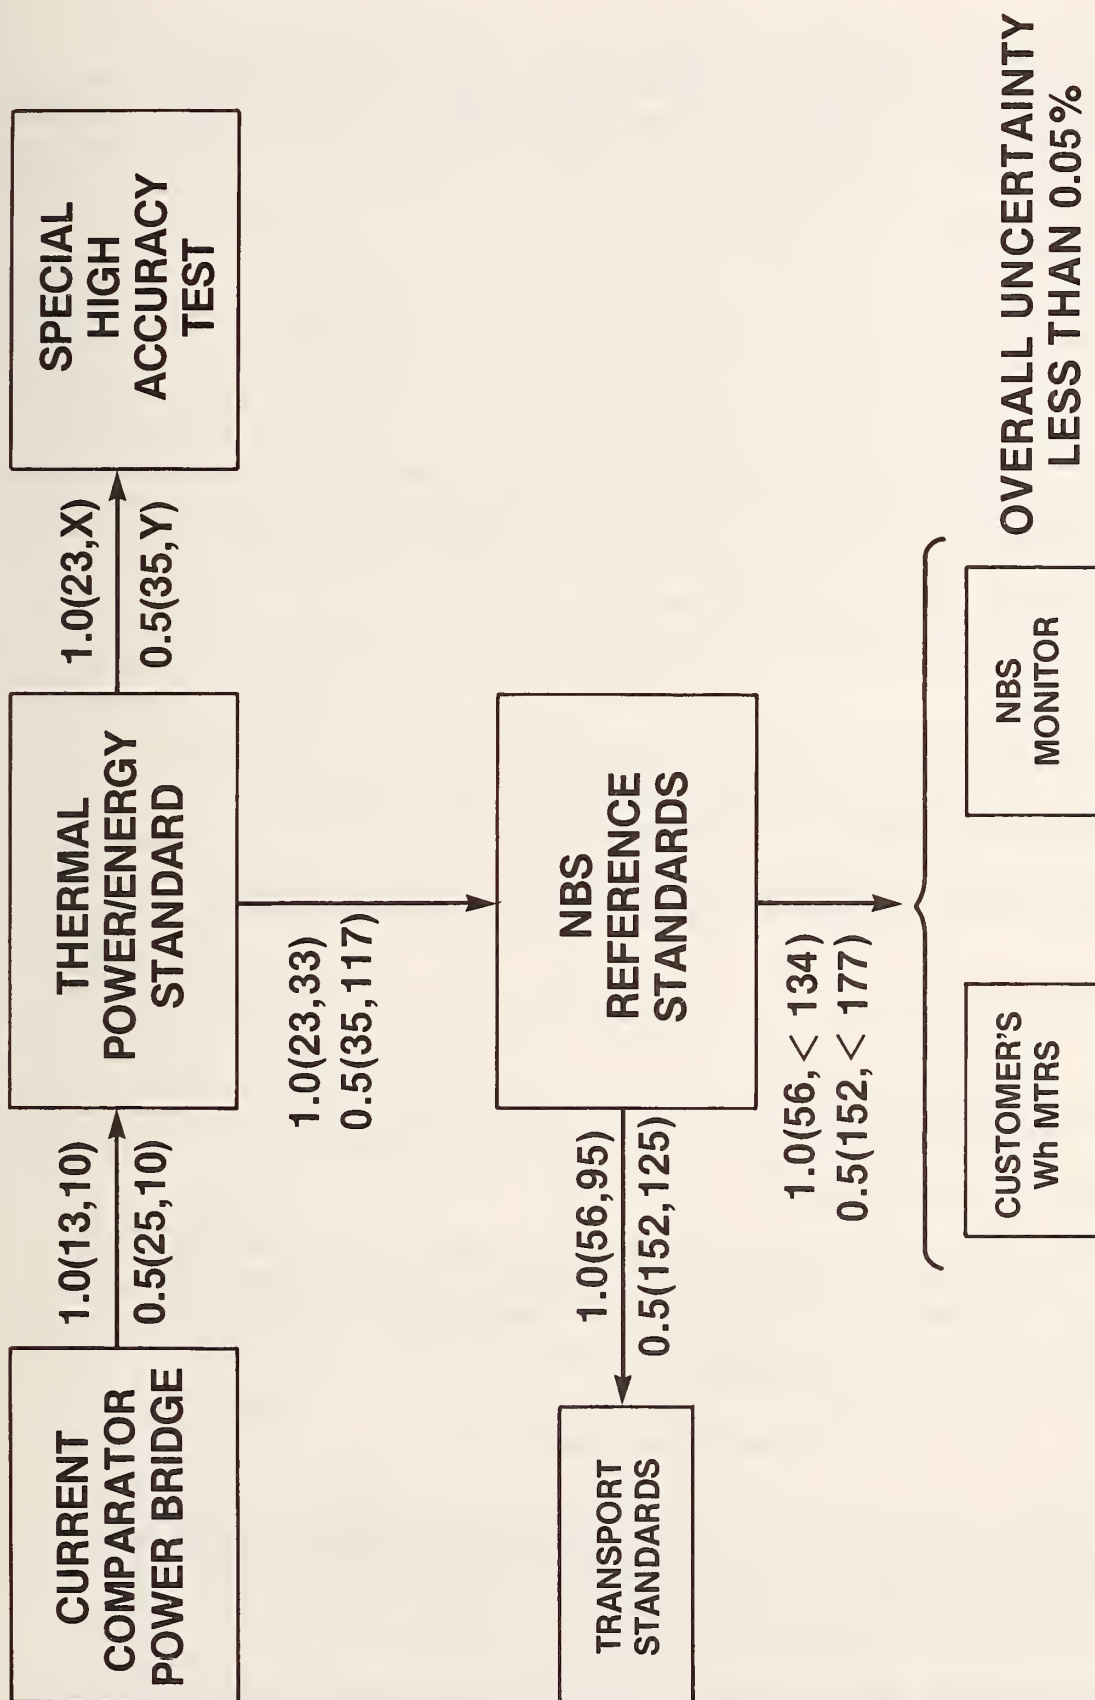 CURRENT
COMPARATOR
POWER BRIDGE
1.0(13,10)
0.5(25,10)
THERMAL
POWER/ENERGY
STANDARD
1.0(23,X)
0.5(35,Y)
SPECIAL
HIGH
ACCURACY
TEST
1.0(23,33)
0.5(35,117)
TRANSPORT
STANDARDS
1.0(56,95)
0.5(152,125)
NBS
REFERENCE
STANDARDS
1.0(56,< 134)
0.5(152,< 177)
CUSTOMER'S
Wh MTRS
NBS
MONITOR
OVERALL UNCERTAINTY
LESS THAN 0.05%